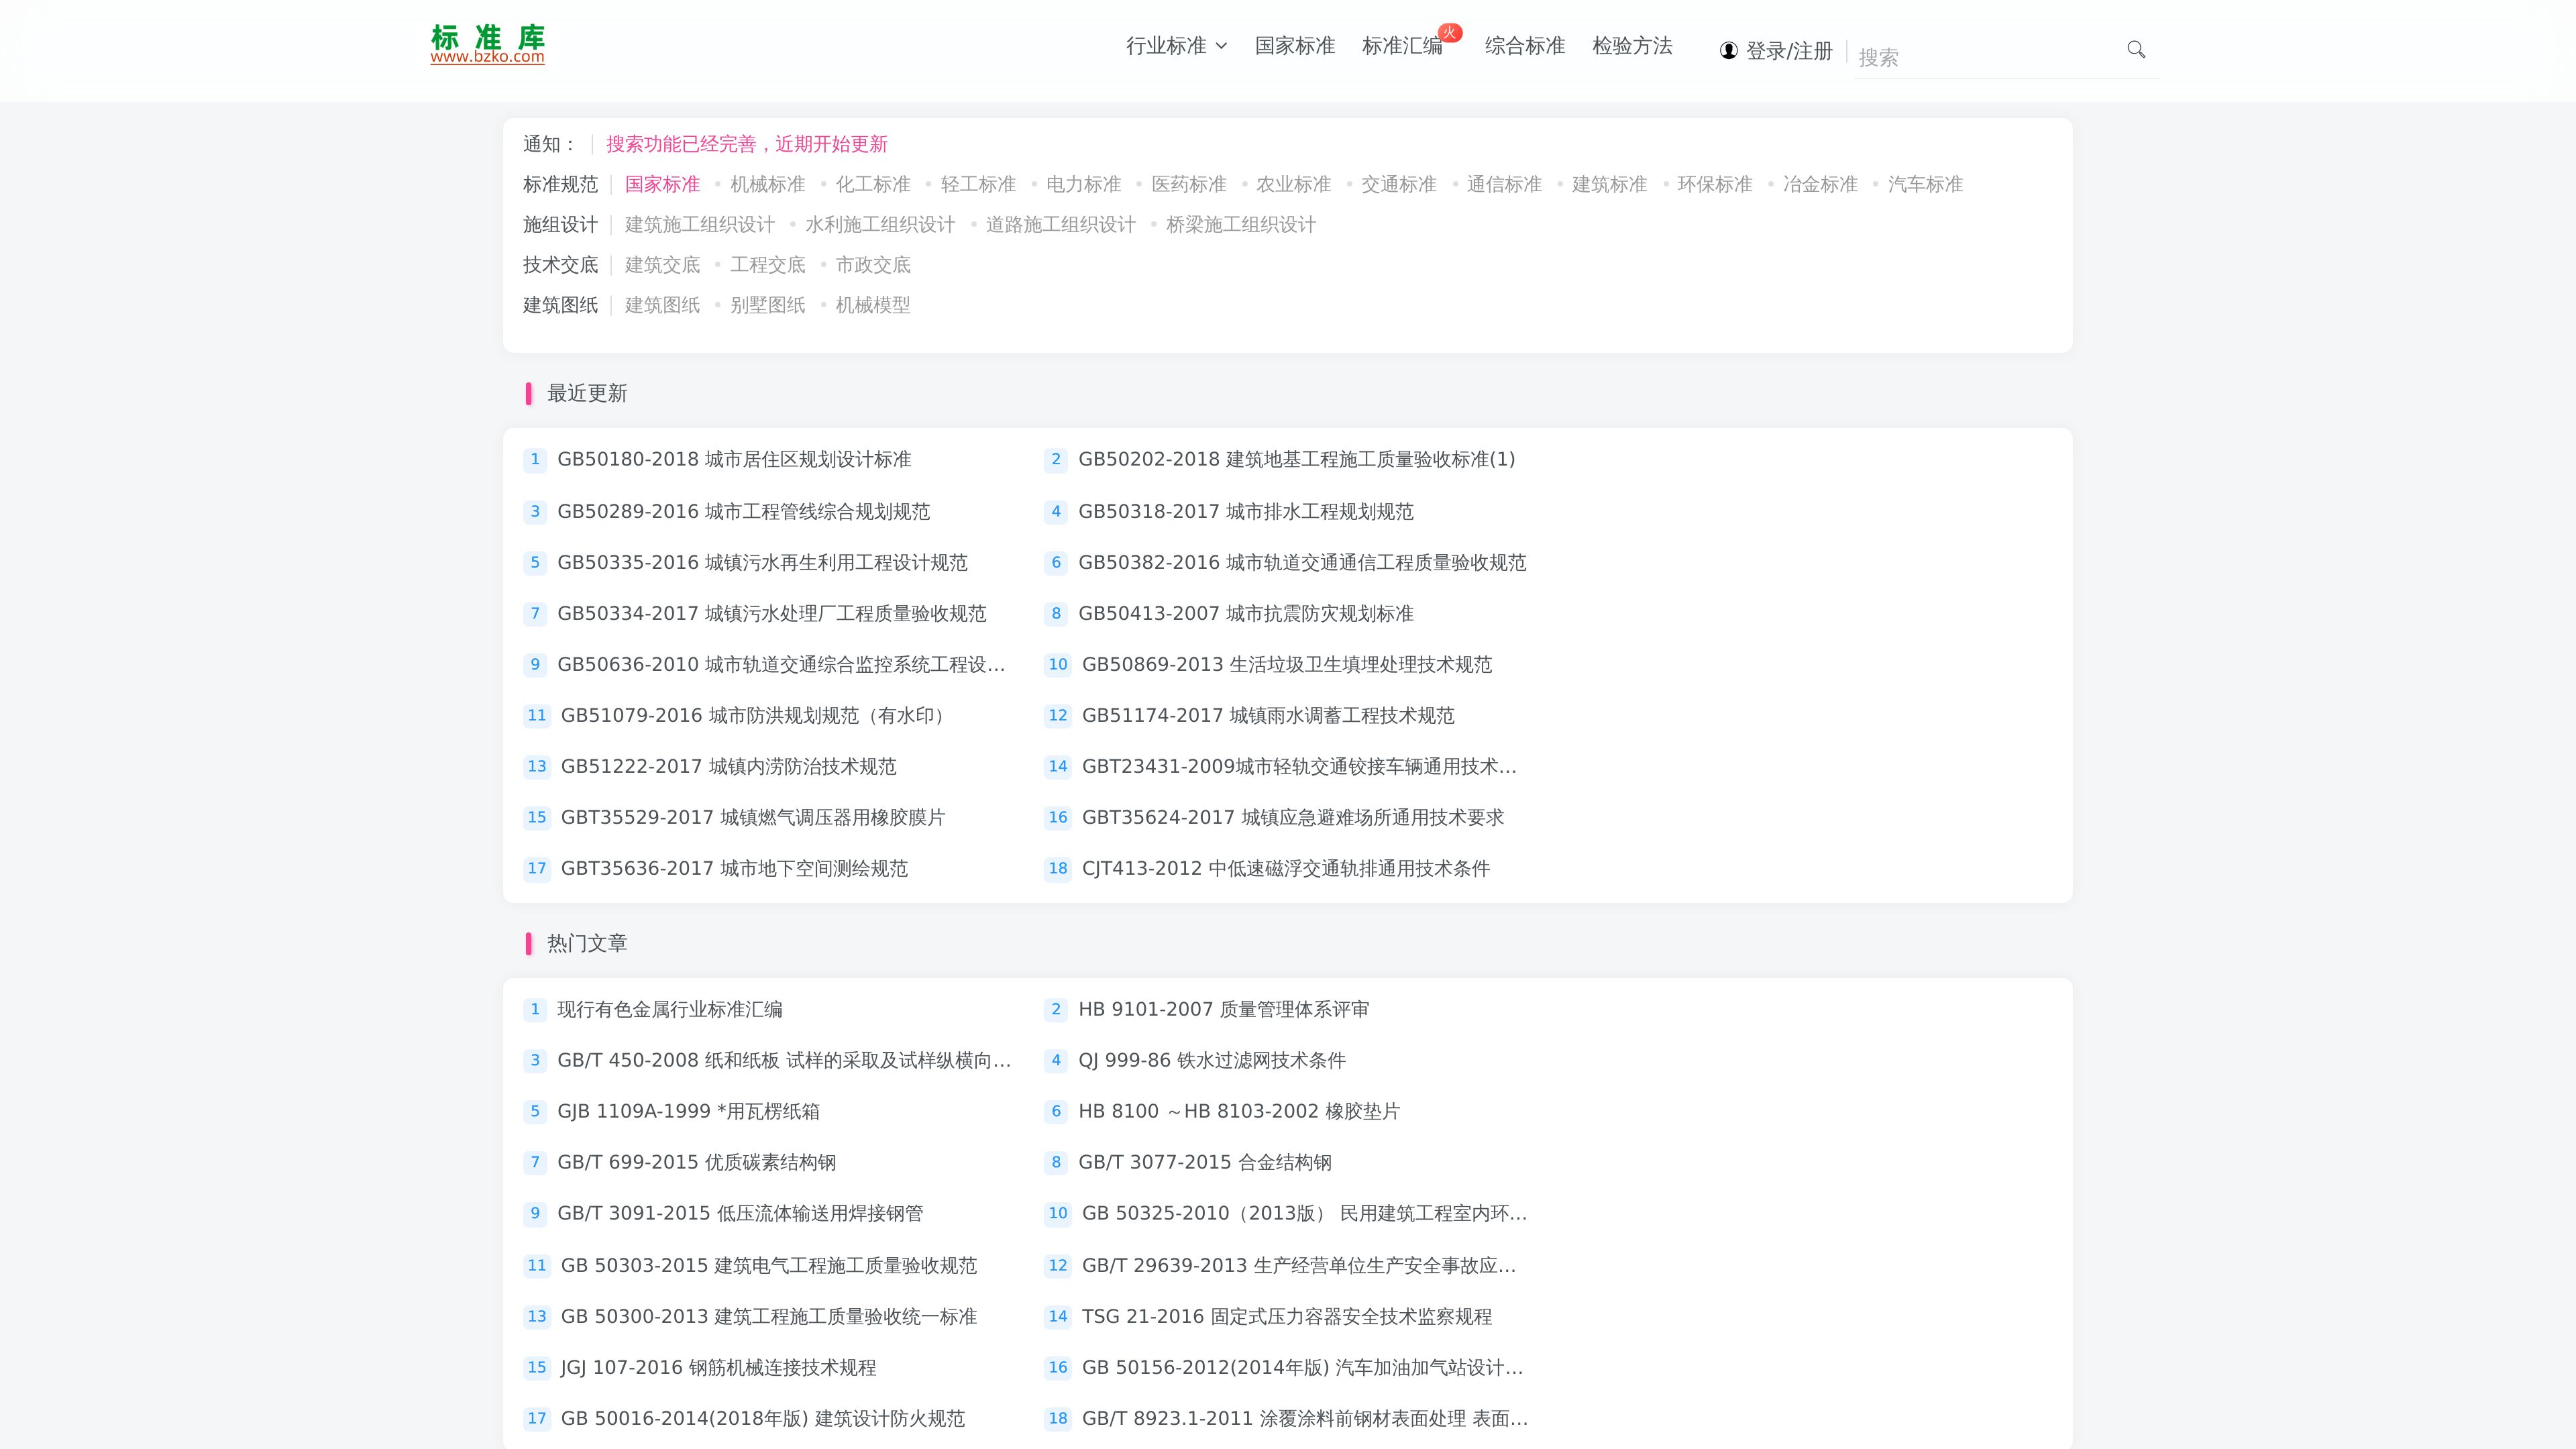 标 准 库
www.bzko.com
行业标准 国家标准 标准汇编 火 综合标准 检验方法 登录/注册 搜索
通知： 搜索功能已经完善，近期开始更新
标准规范 国家标准 机械标准 化工标准 轻工标准 电力标准 医药标准 农业标准 交通标准 通信标准 建筑标准 环保标准 冶金标准 汽车标准
施组设计 建筑施工组织设计 水利施工组织设计 道路施工组织设计 桥梁施工组织设计
技术交底 建筑交底 工程交底 市政交底
建筑图纸 建筑图纸 别墅图纸 机械模型
最近更新
1 GB50180-2018 城市居住区规划设计标准 2 GB50202-2018 建筑地基工程施工质量验收标准(1)
3 GB50289-2016 城市工程管线综合规划规范 4 GB50318-2017 城市排水工程规划规范
5 GB50335-2016 城镇污水再生利用工程设计规范 6 GB50382-2016 城市轨道交通通信工程质量验收规范
7 GB50334-2017 城镇污水处理厂工程质量验收规范 8 GB50413-2007 城市抗震防灾规划标准
9 GB50636-2010 城市轨道交通综合监控系统工程设... 10 GB50869-2013 生活垃圾卫生填埋处理技术规范
11 GB51079-2016 城市防洪规划规范（有水印） 12 GB51174-2017 城镇雨水调蓄工程技术规范
13 GB51222-2017 城镇内涝防治技术规范 14 GBT23431-2009城市轻轨交通铰接车辆通用技术...
15 GBT35529-2017 城镇燃气调压器用橡胶膜片 16 GBT35624-2017 城镇应急避难场所通用技术要求
17 GBT35636-2017 城市地下空间测绘规范 18 CJT413-2012 中低速磁浮交通轨排通用技术条件
热门文章
1 现行有色金属行业标准汇编 2 HB 9101-2007 质量管理体系评审
3 GB/T 450-2008 纸和纸板 试样的采取及试样纵横向... 4 QJ 999-86 铁水过滤网技术条件
5 GJB 1109A-1999 *用瓦楞纸箱 6 HB 8100 ～HB 8103-2002 橡胶垫片
7 GB/T 699-2015 优质碳素结构钢 8 GB/T 3077-2015 合金结构钢
9 GB/T 3091-2015 低压流体输送用焊接钢管 10 GB 50325-2010（2013版） 民用建筑工程室内环...
11 GB 50303-2015 建筑电气工程施工质量验收规范 12 GB/T 29639-2013 生产经营单位生产安全事故应...
13 GB 50300-2013 建筑工程施工质量验收统一标准 14 TSG 21-2016 固定式压力容器安全技术监察规程
15 JGJ 107-2016 钢筋机械连接技术规程 16 GB 50156-2012(2014年版) 汽车加油加气站设计...
17 GB 50016-2014(2018年版) 建筑设计防火规范 18 GB/T 8923.1-2011 涂覆涂料前钢材表面处理 表面...